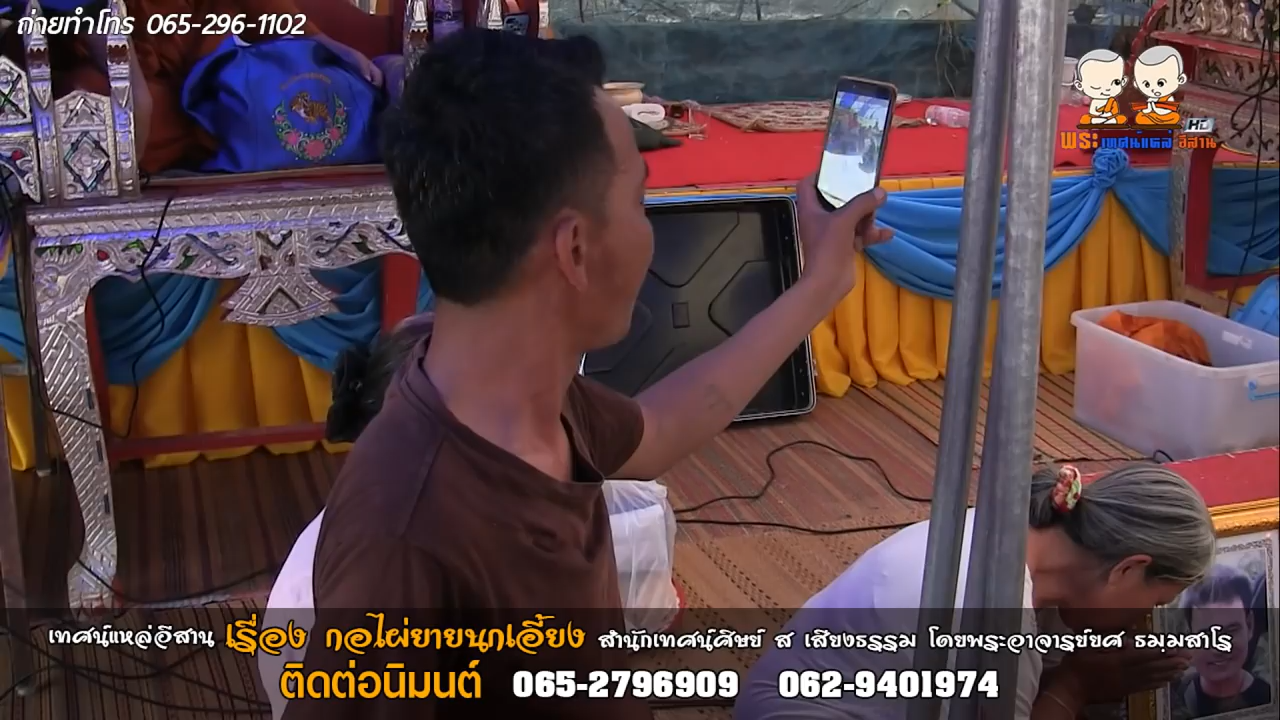 ถ่ายทำโทร 065-296-1102
HD
พระเทศน์แหล่อีสาน
เทศน์แหล่อีสาน เรื่อง กอไผ่ยายนกเอี้ยง สำนักเทศน์ศิษย์ ส เสียงธรรม โดยพระอาจารย์ยศ ธมฺมสาโร
ติดต่อนิมนต์ 065-2796909 062-9401974